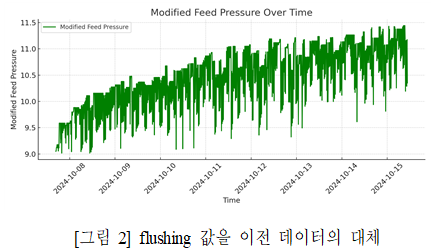 Modified Feed Pressure Over Time
Modified Feed Pressure
Modified Feed Pressure
11.5
11.0
10.5
10.0
9.5
9.0
2024-10-08
2024-10-09
2024-10-10
2024-10-11
2024-10-12
2024-10-13
2024-10-14
2024-10-15
Time
[그림 2] flushing 값을 이전 데이터의 대체